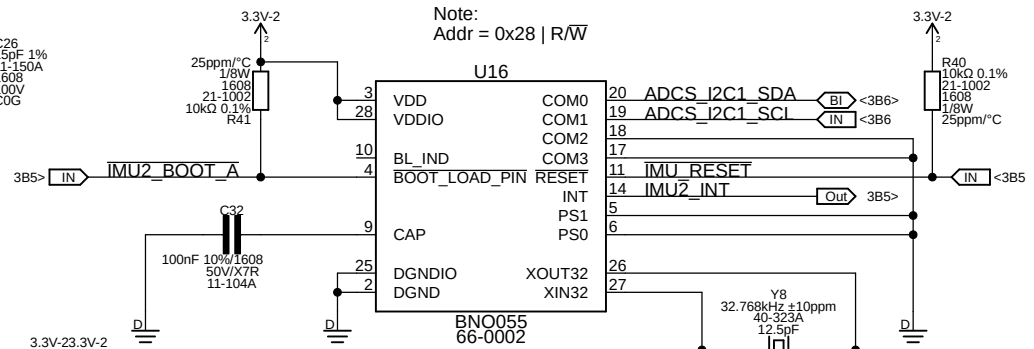 Note:
Addr = 0x28 | R/W
3.3V-2
2
3.3V-2
2
C26
5pF 1%
1-150A
1608
00V
C0G
25ppm/°C
1/8W
1608
21-1002
10kΩ 0.1%
R41
R40
10kΩ 0.1%
21-1002
1608
1/8W
25ppm/°C
U16
3 VDD
28 VDDIO
10 BL_IND
4 BOOT_LOAD_PIN
9 CAP
25 DGNDIO
2 DGND
COM0 20 ADCS_I2C1_SDA BI <3B6>
COM1 19 ADCS_I2C1_SCL IN <3B6
COM2 18
COM3 17
RESET 11 IMU_RESET IN <3B5
INT 14 IMU2_INT Out 3B5>
PS1 5
PS0 6
XOUT32 26
XIN32 27
3B5> IN IMU2_BOOT_A
C32
100nF 10%/1608
50V/X7R
11-104A
BNO055
66-0002
Y8
32.768kHz ±10ppm
40-323A
12.5pF
D
D
D
3.3V-23.3V-2